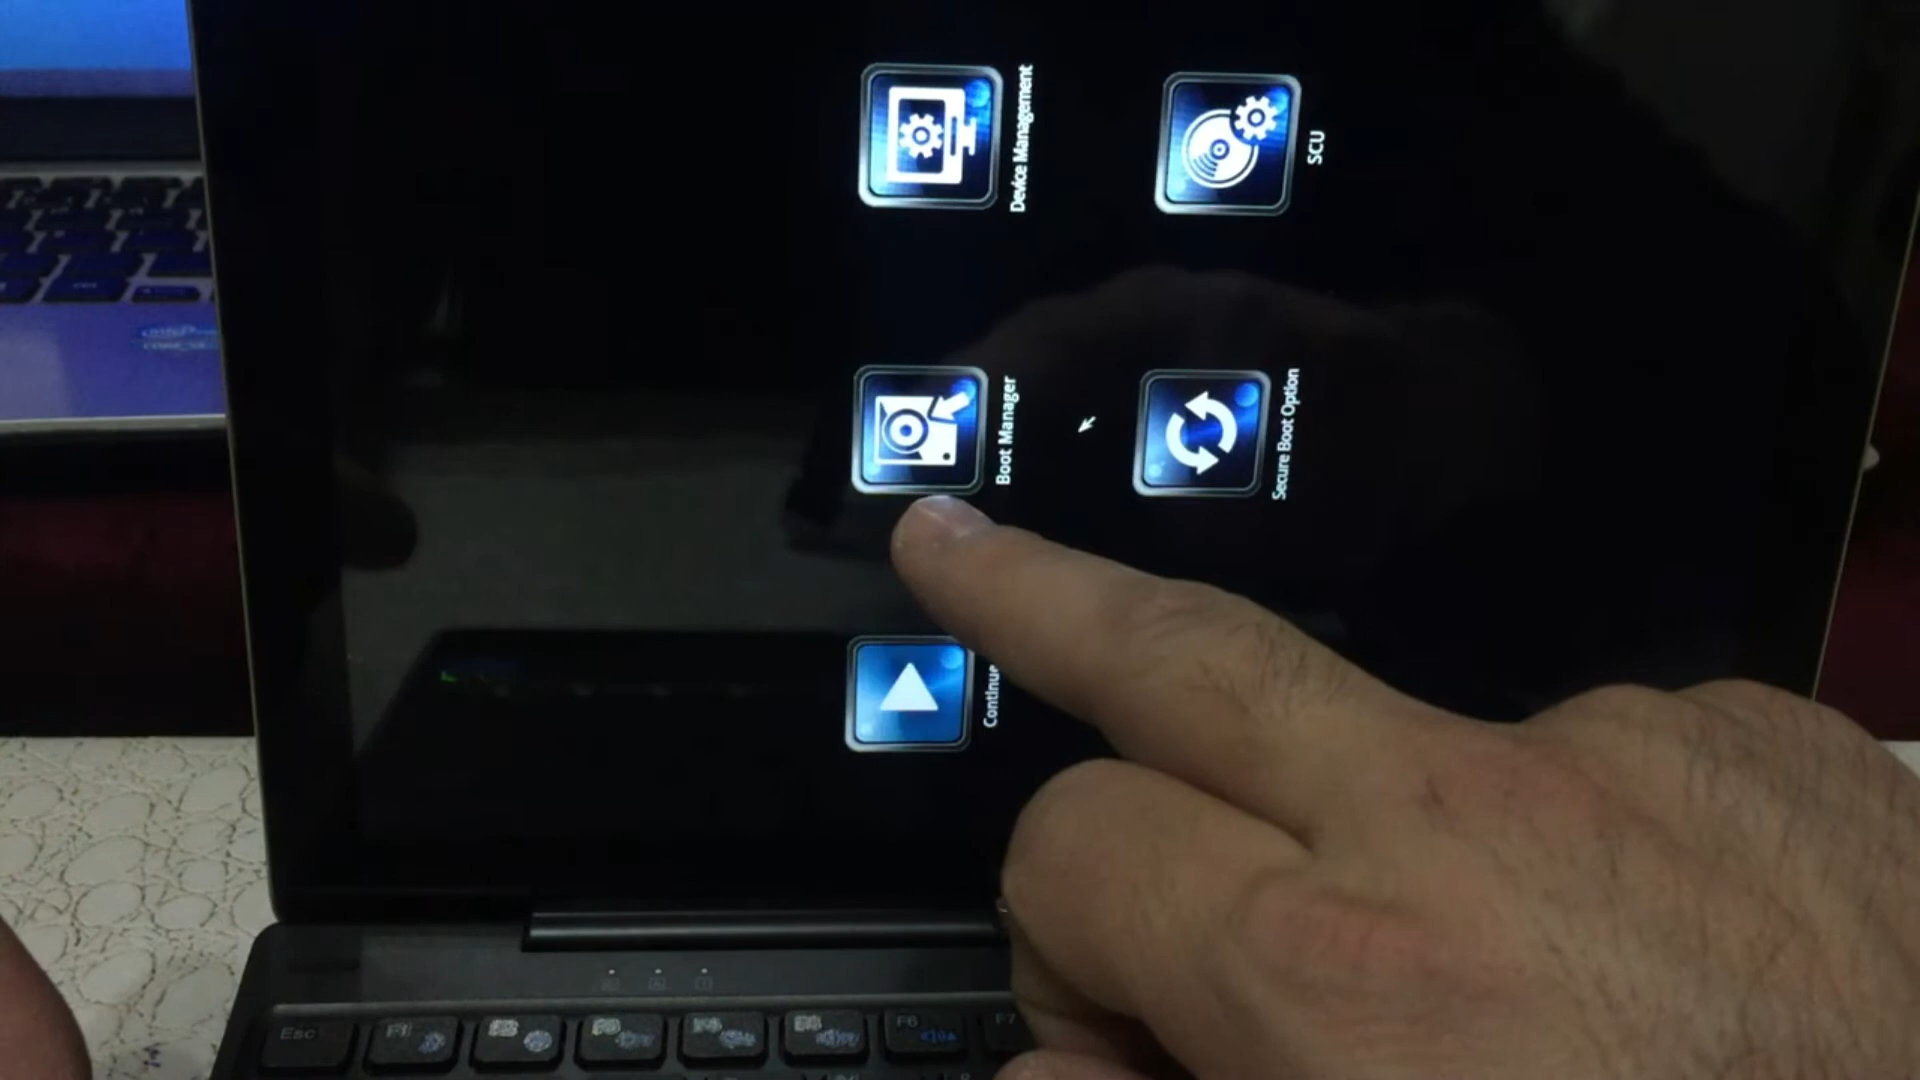 Continue
Boot Manager
Device Management
Secure Boot Option
SCU
Esc
F1
F6
F7